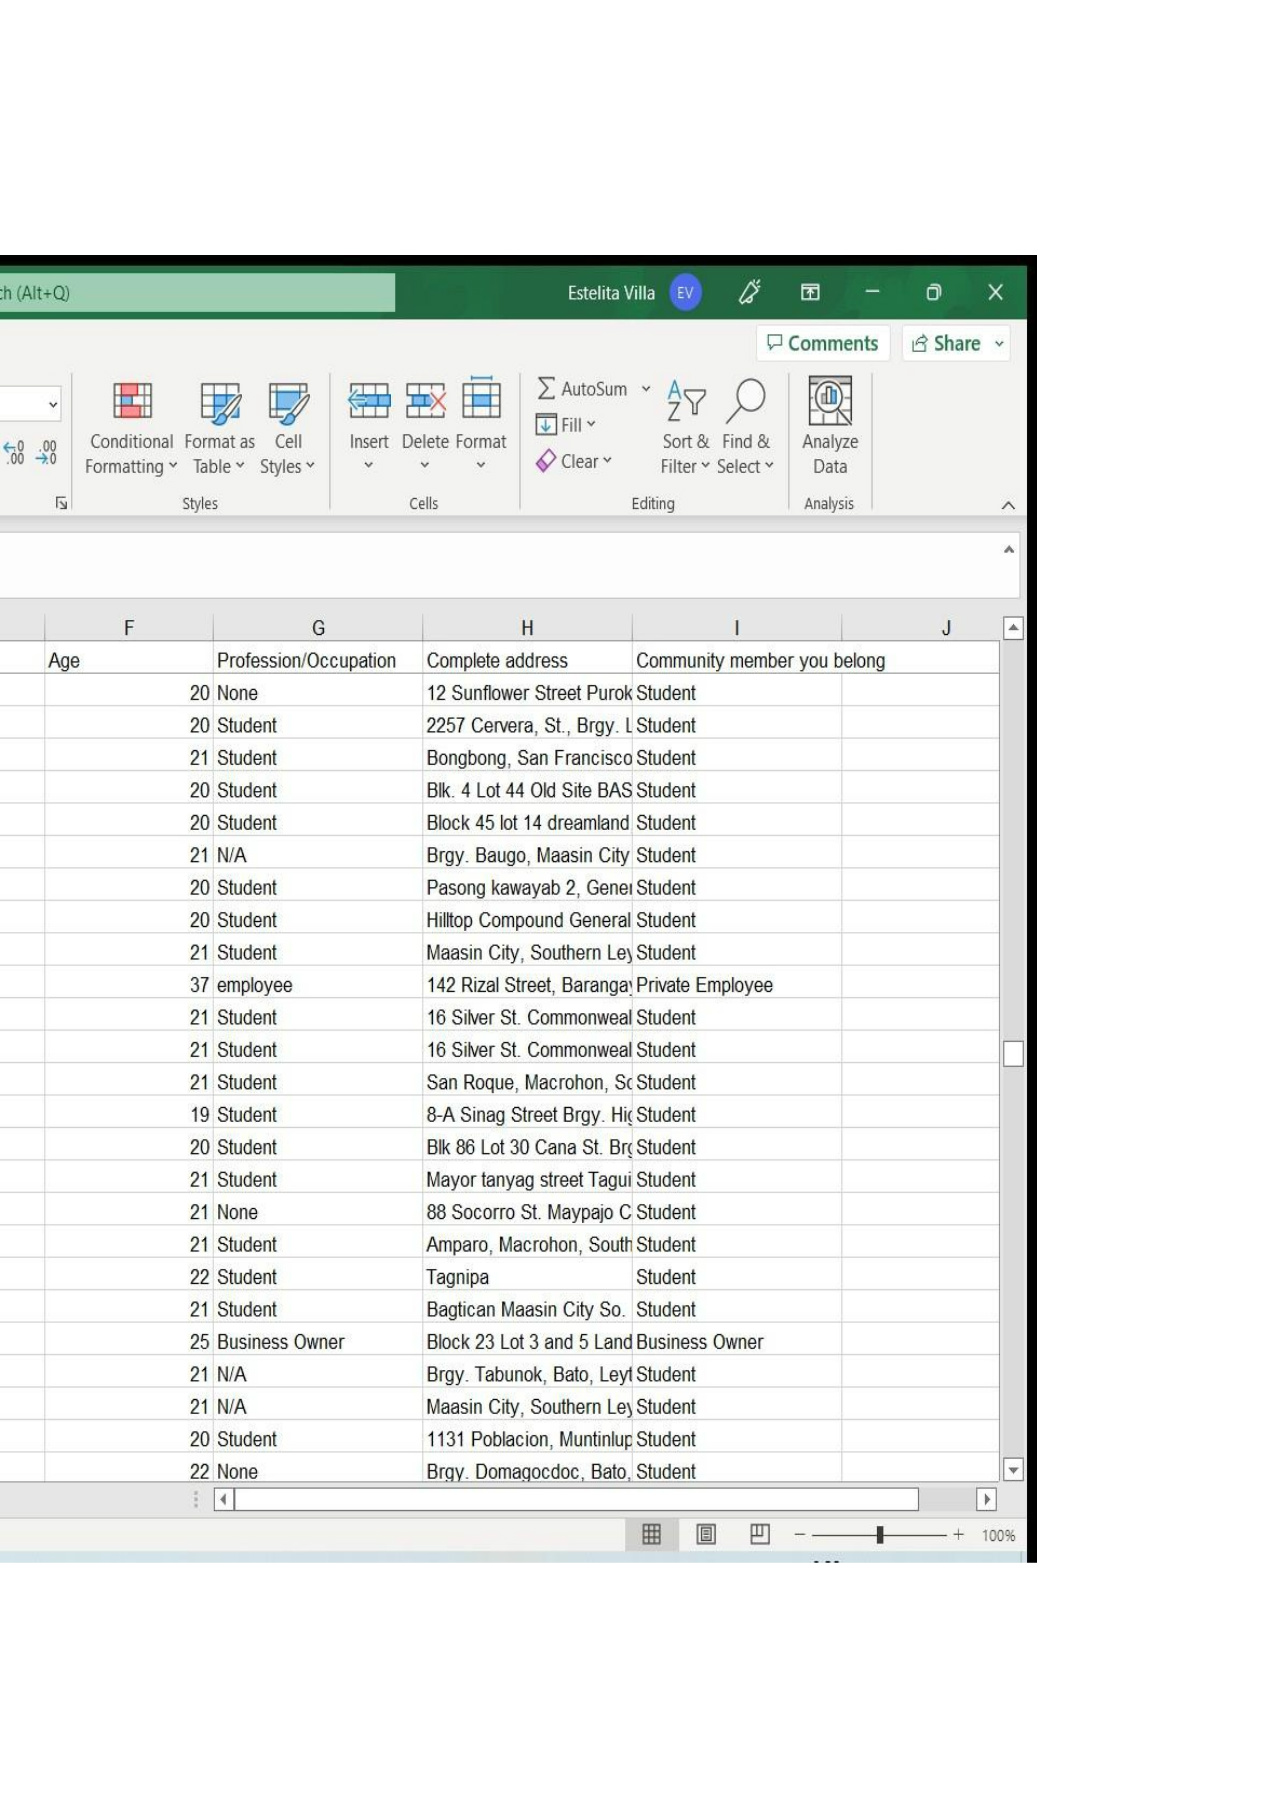 ch (Alt+Q) Estelita Villa EV
Comments Share
AutoSum
Fill
Clear
Conditional Formatting Format as Table Cell Styles Insert Delete Format Sort & Filter Find & Select Analyze Data
Styles Cells Editing Analysis
F G H I J
Age Profession/Occupation Complete address Community member you belong
20 None 12 Sunflower Street Purok Student
20 Student 2257 Cervera, St., Brgy. L Student
21 Student Bongbong, San Francisco Student
20 Student Blk. 4 Lot 44 Old Site BAS Student
20 Student Block 45 lot 14 dreamland Student
21 N/A Brgy. Baugo, Maasin City Student
20 Student Pasong kawayab 2, Gener Student
20 Student Hilltop Compound General Student
21 Student Maasin City, Southern Ley Student
37 employee 142 Rizal Street, Barangay Private Employee
21 Student 16 Silver St. Commonweal Student
21 Student 16 Silver St. Commonweal Student
21 Student San Roque, Macrohon, So Student
19 Student 8-A Sinag Street Brgy. Hig Student
20 Student Blk 86 Lot 30 Cana St. Brg Student
21 Student Mayor tanyag street Tagui Student
21 None 88 Socorro St. Maypajo C Student
21 Student Amparo, Macrohon, South Student
22 Student Tagnipa Student
21 Student Bagtican Maasin City So. Student
25 Business Owner Block 23 Lot 3 and 5 Land Business Owner
21 N/A Brgy. Tabunok, Bato, Leyt Student
21 N/A Maasin City, Southern Ley Student
20 Student 1131 Poblacion, Muntinlup Student
22 None Brgy. Domagocdoc, Bato, Student
100%